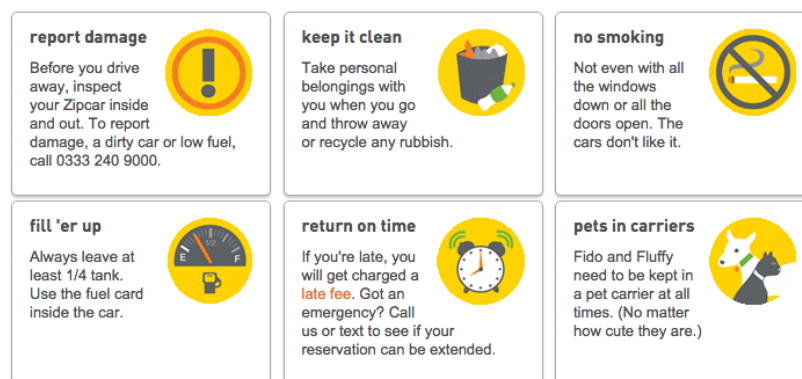 report damage
Before you drive
away, inspect
your Zipcar inside
and out. To report
damage, a dirty car or low fuel,
call 0333 240 9000.
keep it clean
Take personal
belongings with
you when you go
and throw away
or recycle any rubbish.
no smoking
Not even with all
the windows
down or all the
doors open. The
cars don't like it.
fill 'er up
Always leave at
least 1/4 tank.
Use the fuel card
inside the car.
E 1/2 F
return on time
If you're late, you
will get charged a
late fee. Got an
emergency? Call
us or text to see if your
reservation can be extended.
pets in carriers
Fido and Fluffy
need to be kept in
a pet carrier at all
times. (No matter
how cute they are.)